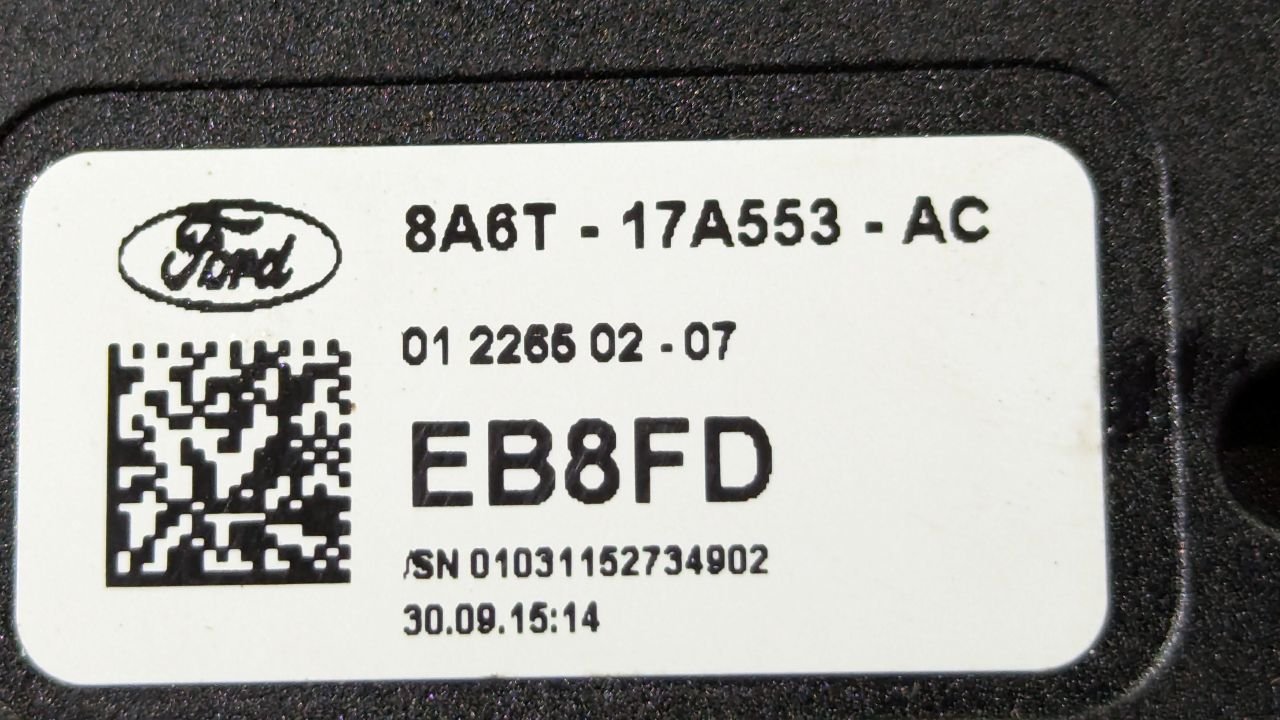 Ford
8A6T - 17A553 - AC
01 2265 02 - 07
EB8FD
/SN 01031152734902
30.09.15:14